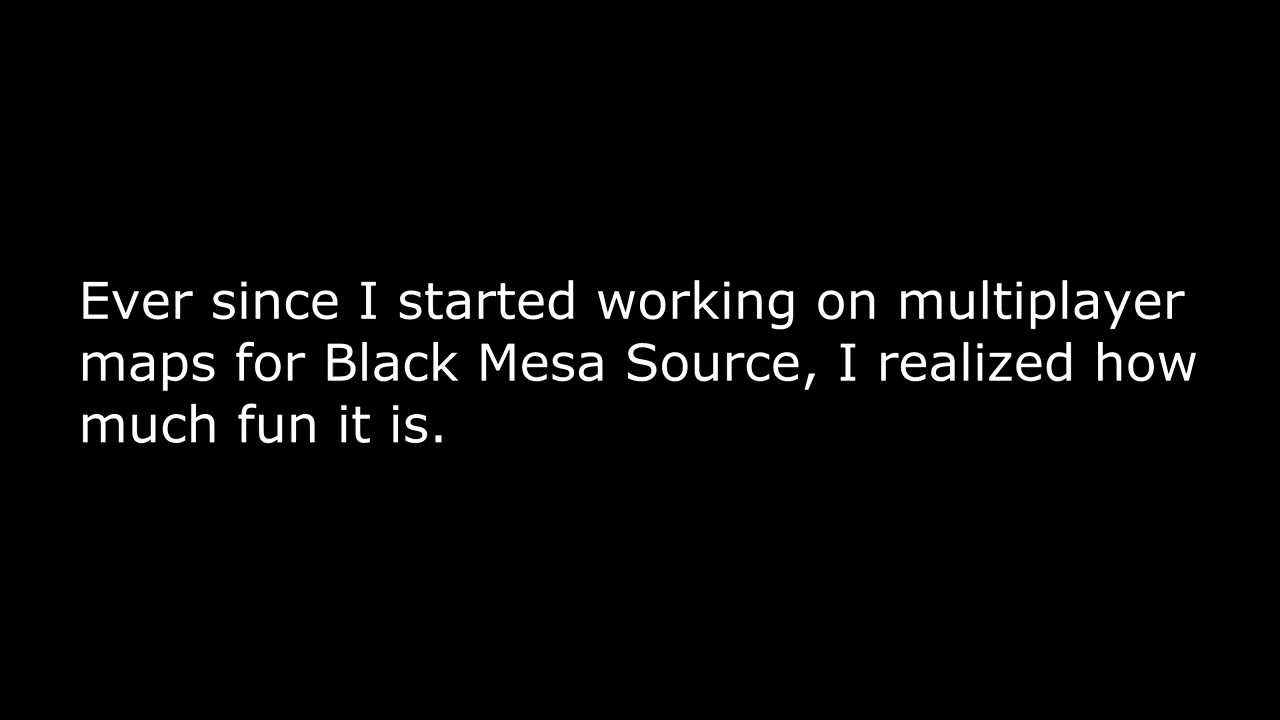 Ever since I started working on multiplayer
maps for Black Mesa Source, I realized how
much fun it is.